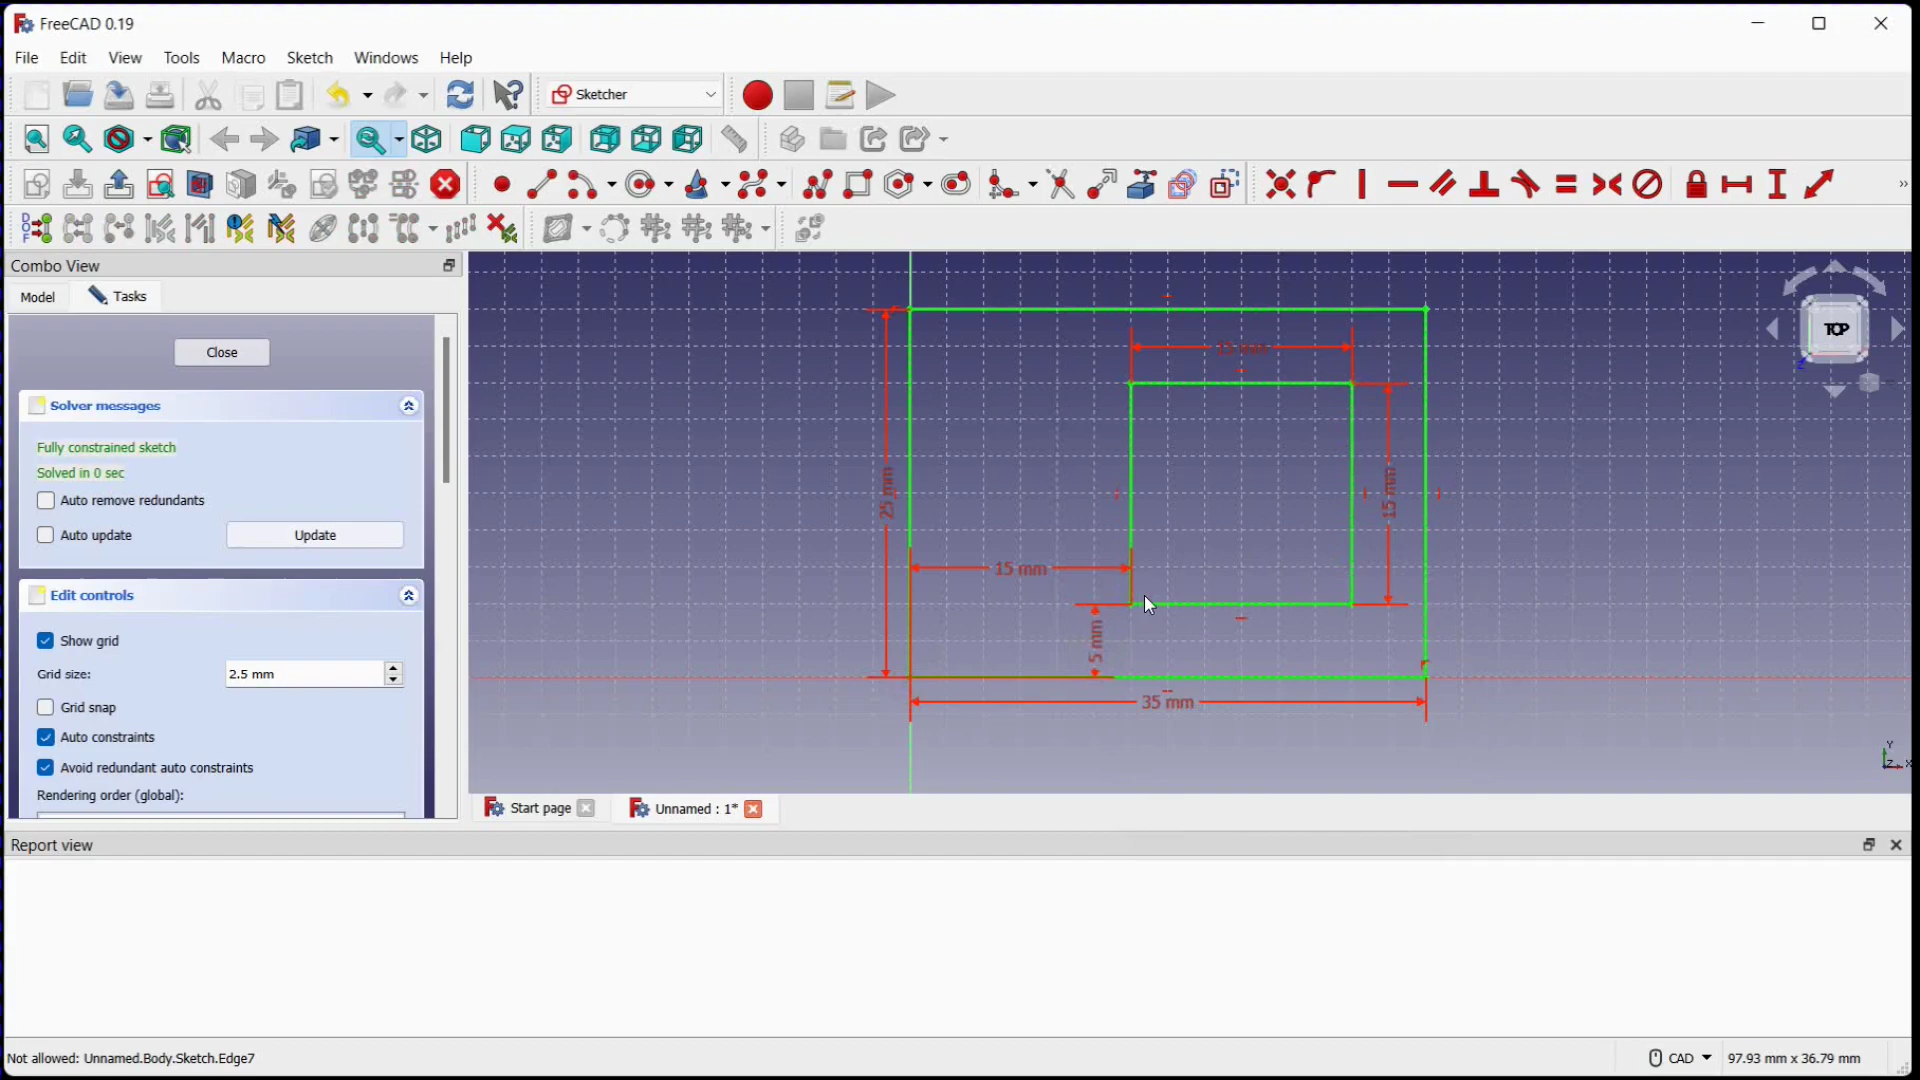 FreeCAD 0.19
File Edit View Tools Macro Sketch Windows Help
Sketcher
Combo View
Model Tasks
Close
Solver messages
Fully constrained sketch
Solved in 0 sec
Auto remove redundants
Auto update Update
Edit controls
Show grid
Grid size: 2.5 mm
Grid snap
Auto constraints
Avoid redundant auto constraints
Rendering order (global):
15 mm
25 mm
15 mm
15 mm
5 mm
35 mm
TOP
Z
Y
Z X
Start page Unnamed : 1*
Report view
Not allowed: Unnamed.Body.Sketch.Edge7
CAD 97.93 mm x 36.79 mm